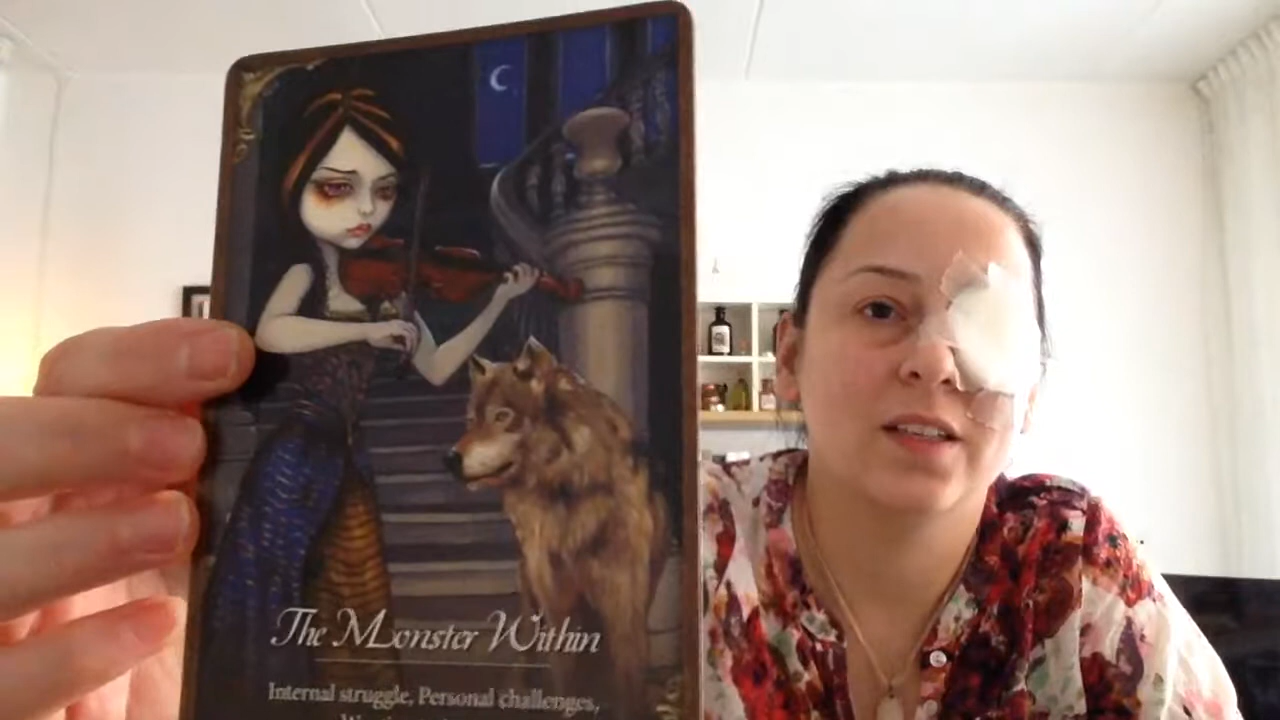 The Monster Within
Internal struggle, Personal challenges,